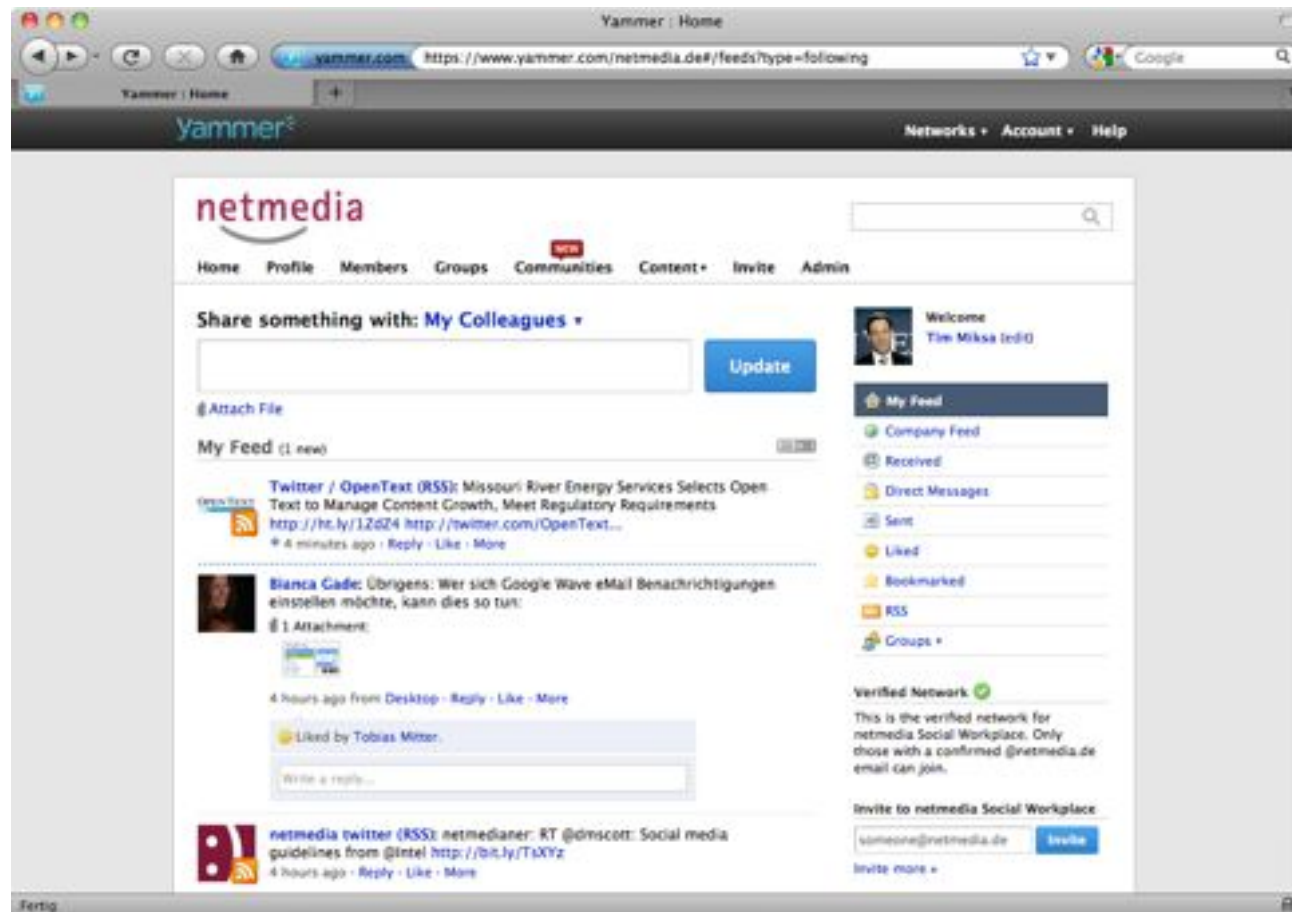 Yammer : Home
yammer.com https://www.yammer.com/netmedia.de#/feeds?type=following Google
Yammer : Home
yammer
Networks Account Help
netmedia
NEW
Home Profile Members Groups Communities Content Invite Admin
Share something with: My Colleagues
Update
Attach File
My Feed (1 new)
OPEN TEXT
Twitter / OpenText (RSS): Missouri River Energy Services Selects Open
Text to Manage Content Growth, Meet Regulatory Requirements
http://ht.ly/1ZdZ4 http://twitter.com/OpenText...
4 minutes ago · Reply · Like · More
Bianca Gade: Übrigens: Wer sich Google Wave eMail Benachrichtigungen
einstellen möchte, kann dies so tun:
1 Attachment:
4 hours ago from Desktop · Reply · Like · More
Liked by Tobias Mitter.
Write a reply...
netmedia twitter (RSS): netmedianer: RT @dmscott: Social media
guidelines from @Intel http://bit.ly/TsXYz
4 hours ago · Reply · Like · More
Welcome
Tim Miksa (edit)
My Feed
Company Feed
Received
Direct Messages
Sent
Liked
Bookmarked
RSS
Groups
Verified Network
This is the verified network for
netmedia Social Workplace. Only
those with a confirmed @netmedia.de
email can join.
Invite to netmedia Social Workplace
someone@netmedia.de Invite
Invite more »
Fertig